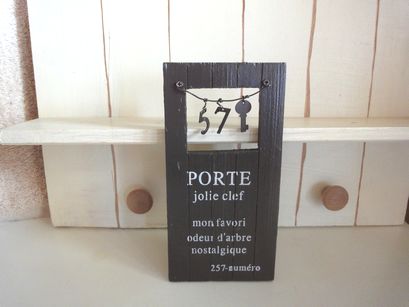 57
PORTE
jolie clef
mon favori
odeur d'arbre
nostalgique
257-numéro